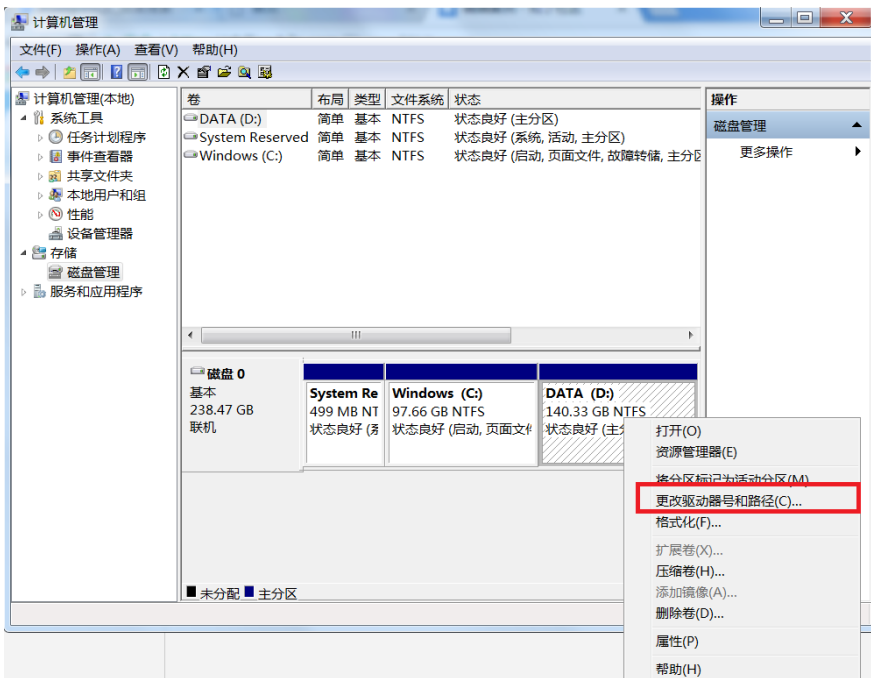 计算机管理
文件(F) 操作(A) 查看(V) 帮助(H)
计算机管理(本地)
系统工具
任务计划程序
事件查看器
共享文件夹
本地用户和组
性能
设备管理器
存储
磁盘管理
服务和应用程序
卷 布局 类型 文件系统 状态
DATA (D:) 简单 基本 NTFS 状态良好 (主分区)
System Reserved 简单 基本 NTFS 状态良好 (系统, 活动, 主分区)
Windows (C:) 简单 基本 NTFS 状态良好 (启动, 页面文件, 故障转储, 主分区
操作
磁盘管理
更多操作
磁盘 0
基本
238.47 GB
联机
System Re
499 MB NT
状态良好 (系
Windows (C:)
97.66 GB NTFS
状态良好 (启动, 页面文件
DATA (D:)
140.33 GB NTFS
状态良好 (主分
未分配 主分区
打开(O)
资源管理器(E)
将分区标记为活动分区(M)
更改驱动器号和路径(C)...
格式化(F)...
扩展卷(X)...
压缩卷(H)...
添加镜像(A)...
删除卷(D)...
属性(P)
帮助(H)